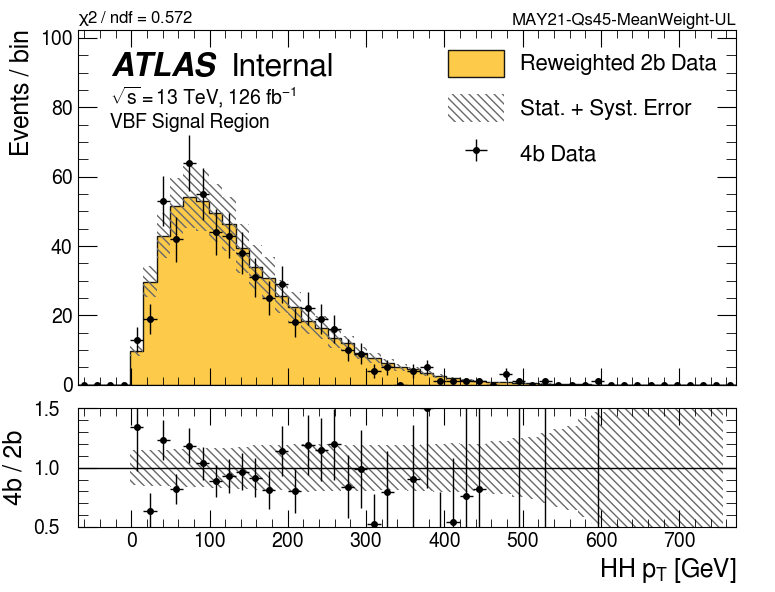 χ2 / ndf = 0.572
MAY21-Qs45-MeanWeight-UL
Events / bin
100
80
60
40
20
0
ATLAS Internal
√s = 13 TeV, 126 fb⁻¹
VBF Signal Region
Reweighted 2b Data
Stat. + Syst. Error
4b Data
4b / 2b
1.5
1.0
0.5
0 100 200 300 400 500 600 700
HH pT [GeV]